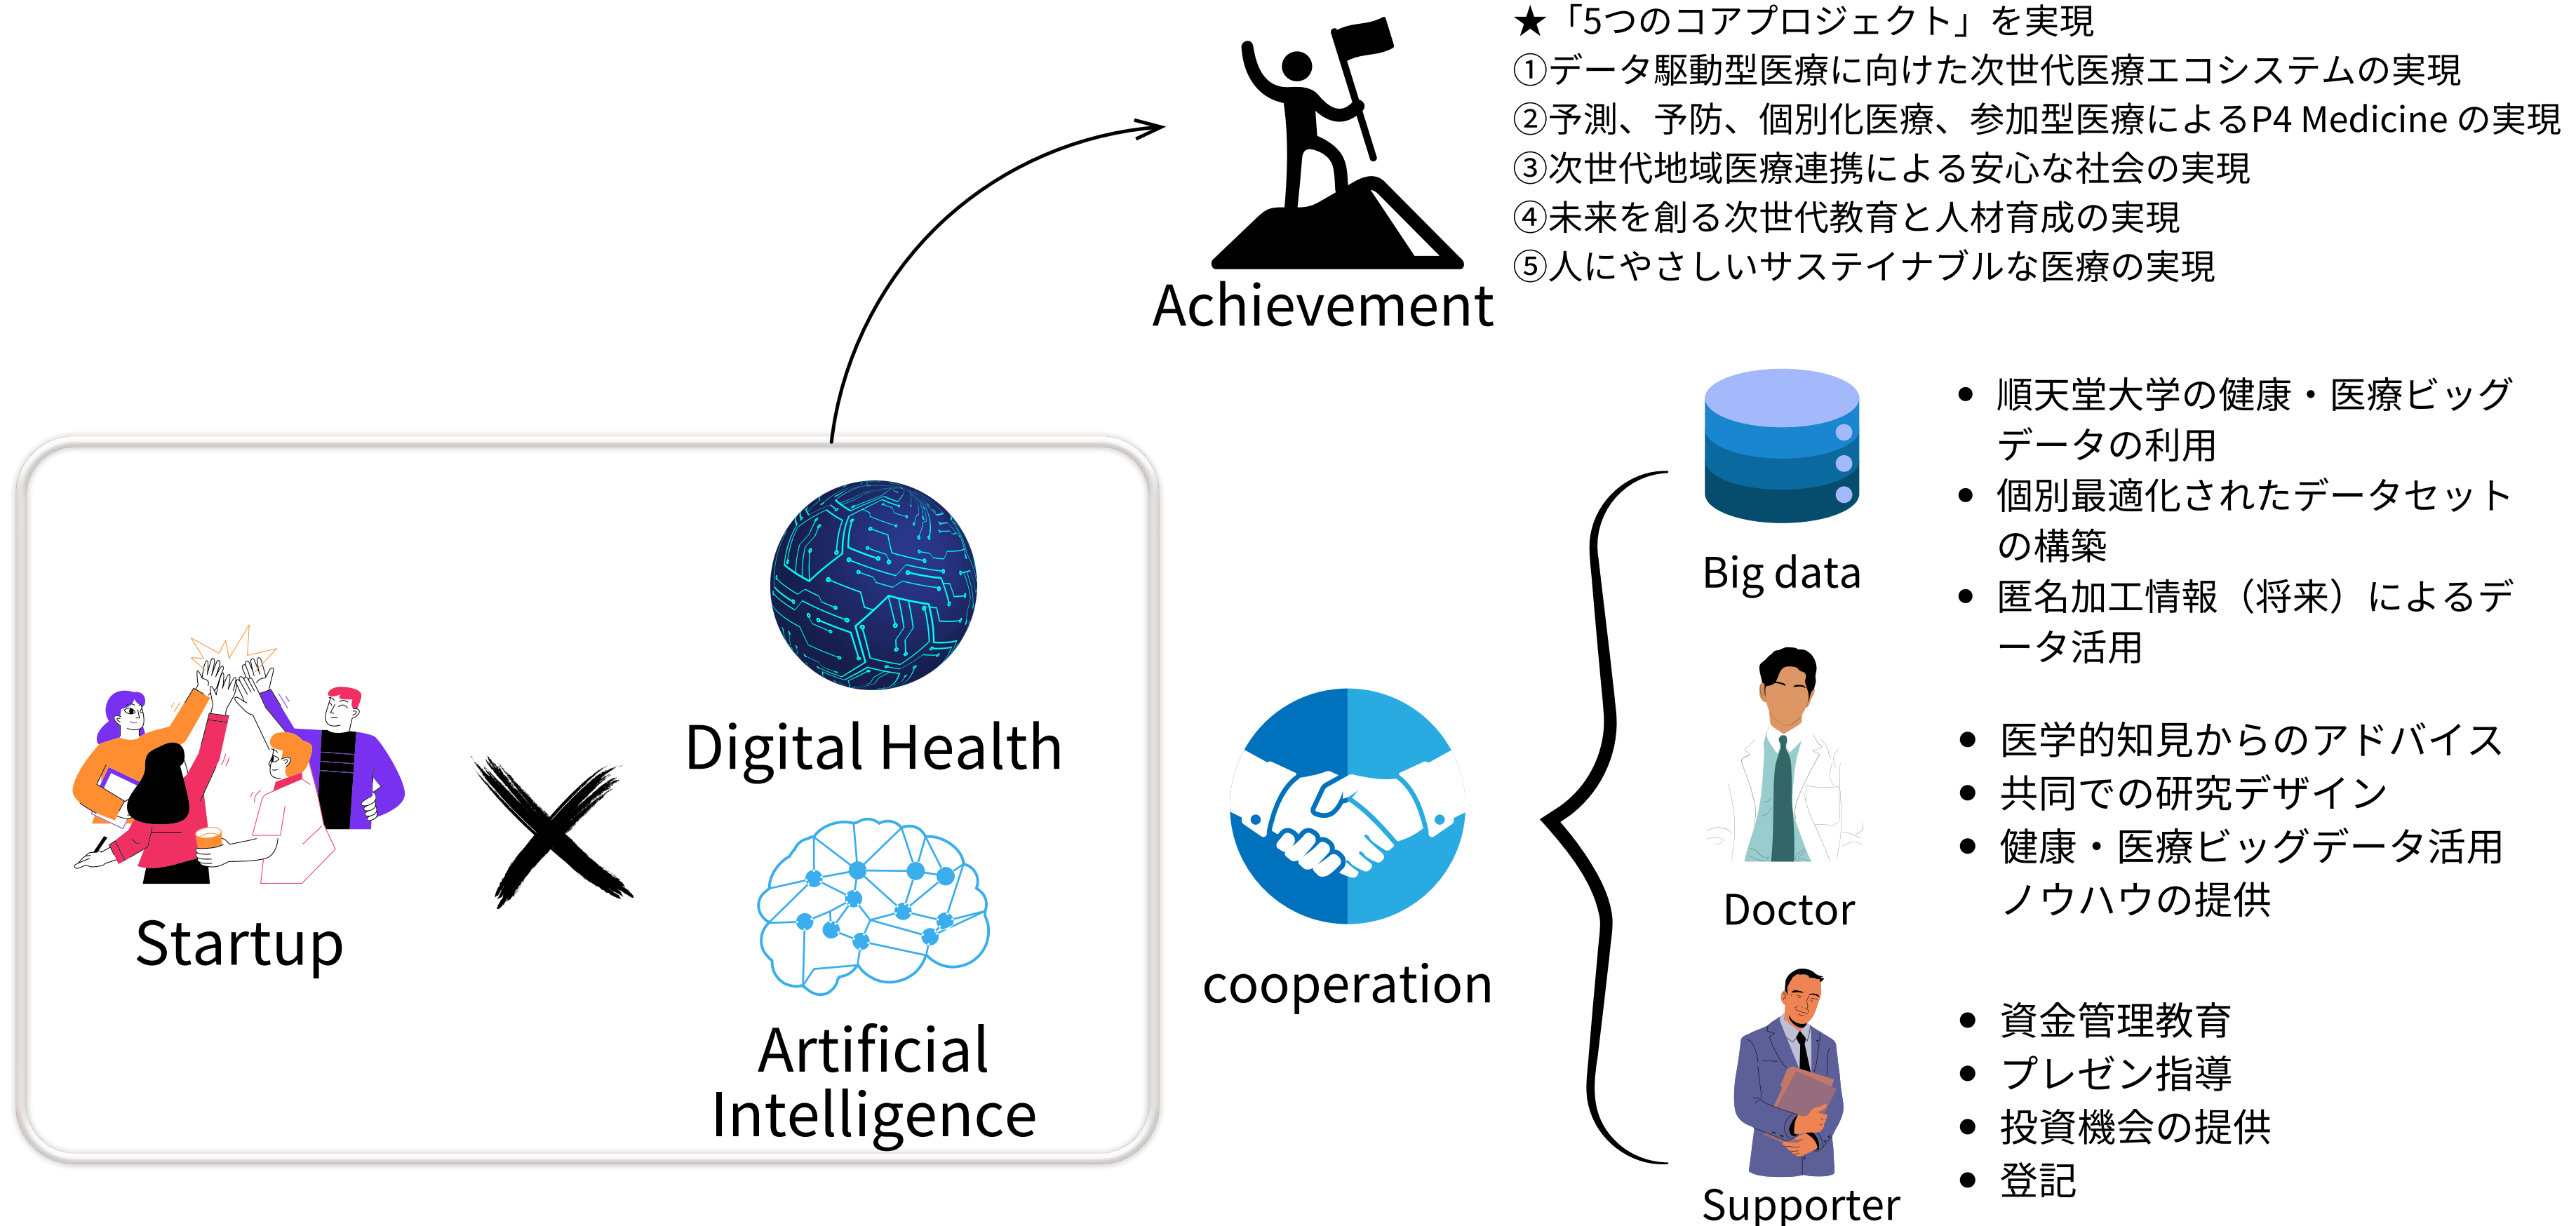 ★「5つのコアプロジェクト」を実現
①データ駆動型医療に向けた次世代医療エコシステムの実現
②予測、予防、個別化医療、参加型医療によるP4 Medicine の実現
③次世代地域医療連携による安心な社会の実現
④未来を創る次世代教育と人材育成の実現
⑤人にやさしいサステイナブルな医療の実現
Achievement
Startup
Digital Health
Artificial
Intelligence
cooperation
Big data
• 順天堂大学の健康・医療ビッグ
データの利用
• 個別最適化されたデータセット
の構築
• 匿名加工情報（将来）によるデ
ータ活用
Doctor
• 医学的知見からのアドバイス
• 共同での研究デザイン
• 健康・医療ビッグデータ活用
ノウハウの提供
Supporter
• 資金管理教育
• プレゼン指導
• 投資機会の提供
• 登記